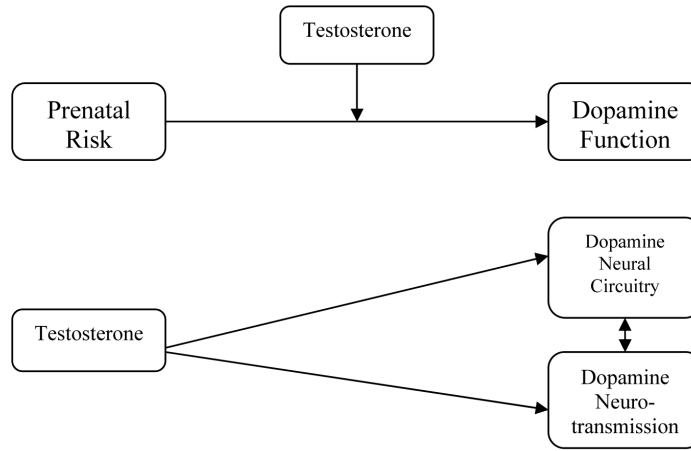 Testosterone
Prenatal
Risk
Dopamine
Function
Dopamine
Neural
Circuitry
Testosterone
Dopamine
Neuro-
transmission